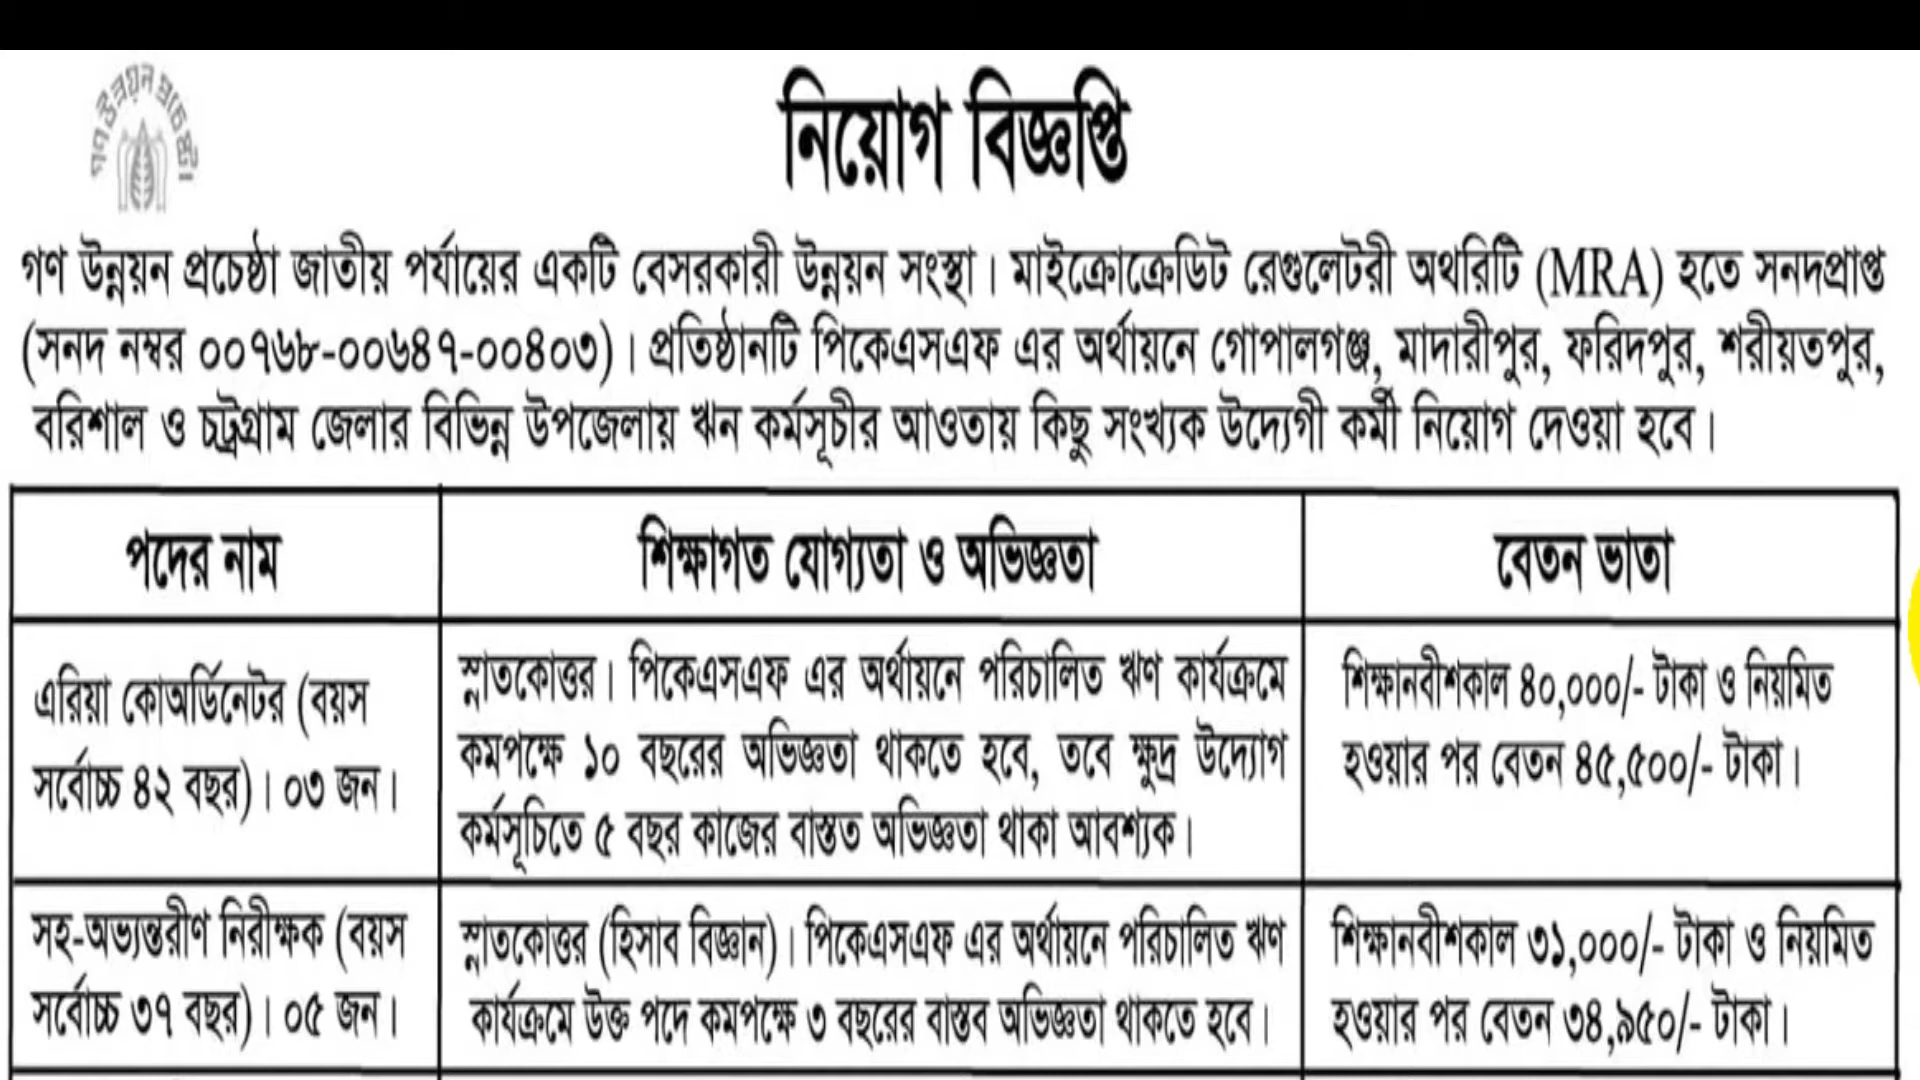 গণ উন্নয়ন প্রচেষ্টা
নিয়োগ বিজ্ঞপ্তি
গণ উন্নয়ন প্রচেষ্ঠা জাতীয় পর্যায়ের একটি বেসরকারী উন্নয়ন সংস্থা। মাইক্রোক্রেডিট রেগুলেটরী অথরিটি (MRA) হতে সনদপ্রাপ্ত
(সনদ নম্বর ০০৭৬৮-০০৬৪৭-০০৪০৩)। প্রতিষ্ঠানটি পিকেএসএফ এর অর্থায়নে গোপালগঞ্জ, মাদারীপুর, ফরিদপুর, শরীয়তপুর,
বরিশাল ও চট্রগ্রাম জেলার বিভিন্ন উপজেলায় ঋন কর্মসূচীর আওতায় কিছু সংখ্যক উদ্যেগী কর্মী নিয়োগ দেওয়া হবে।
পদের নাম
শিক্ষাগত যোগ্যতা ও অভিজ্ঞতা
বেতন ভাতা
এরিয়া কোঅর্ডিনেটর (বয়স
সর্বোচ্চ ৪২ বছর)। ০৩ জন।
স্নাতকোত্তর। পিকেএসএফ এর অর্থায়নে পরিচালিত ঋণ কার্যক্রমে
কমপক্ষে ১০ বছরের অভিজ্ঞতা থাকতে হবে, তবে ক্ষুদ্র উদ্যোগ
কর্মসূচিতে ৫ বছর কাজের বাস্তত অভিজ্ঞতা থাকা আবশ্যক।
শিক্ষানবীশকাল ৪০,০০০/- টাকা ও নিয়মিত
হওয়ার পর বেতন ৪৫,৫০০/- টাকা।
সহ-অভ্যন্তরীণ নিরীক্ষক (বয়স
সর্বোচ্চ ৩৭ বছর)। ০৫ জন।
স্নাতকোত্তর (হিসাব বিজ্ঞান)। পিকেএসএফ এর অর্থায়নে পরিচালিত ঋণ
কার্যক্রমে উক্ত পদে কমপক্ষে ৩ বছরের বাস্তব অভিজ্ঞতা থাকতে হবে।
শিক্ষানবীশকাল ৩১,০০০/- টাকা ও নিয়মিত
হওয়ার পর বেতন ৩৪,৯৫০/- টাকা।